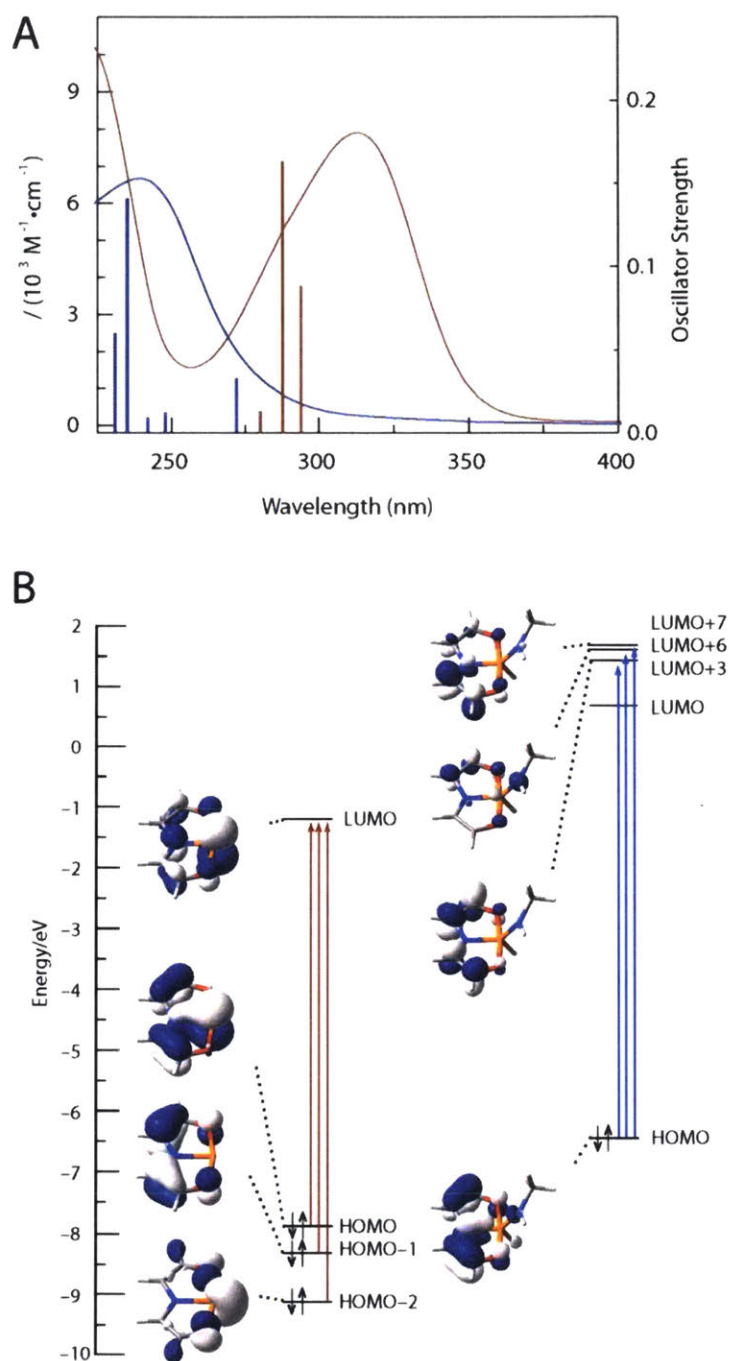 A
9
6
3
0
/ (10 ³ M⁻¹•cm⁻¹)
0.2
0.1
0.0
Oscillator Strength
250
300
350
400
Wavelength (nm)
B
2
1
0
−1
−2
−3
−4
−5
−6
−7
−8
−9
−10
Energy/eV
LUMO
HOMO
HOMO−1
HOMO−2
LUMO+7
LUMO+6
LUMO+3
LUMO
HOMO